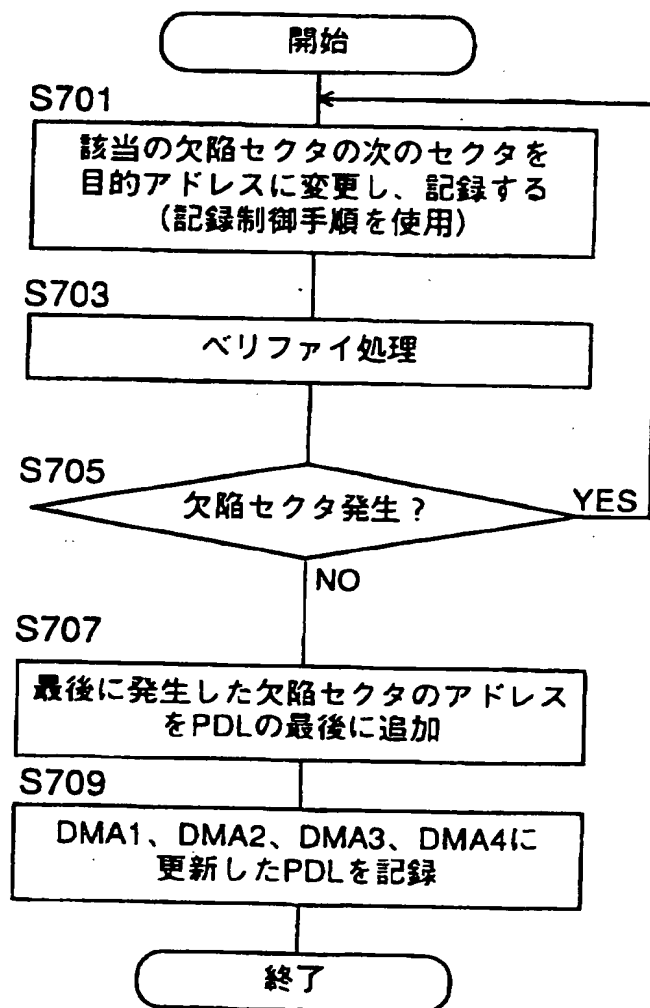 開始
S701
該当の欠陥セクタの次のセクタを
目的アドレスに変更し、記録する
(記録制御手順を使用)
S703
ベリファイ処理
S705
欠陥セクタ発生?
YES
NO
S707
最後に発生した欠陥セクタのアドレス
をPDLの最後に追加
S709
DMA1、DMA2、DMA3、DMA4に
更新したPDLを記録
終了